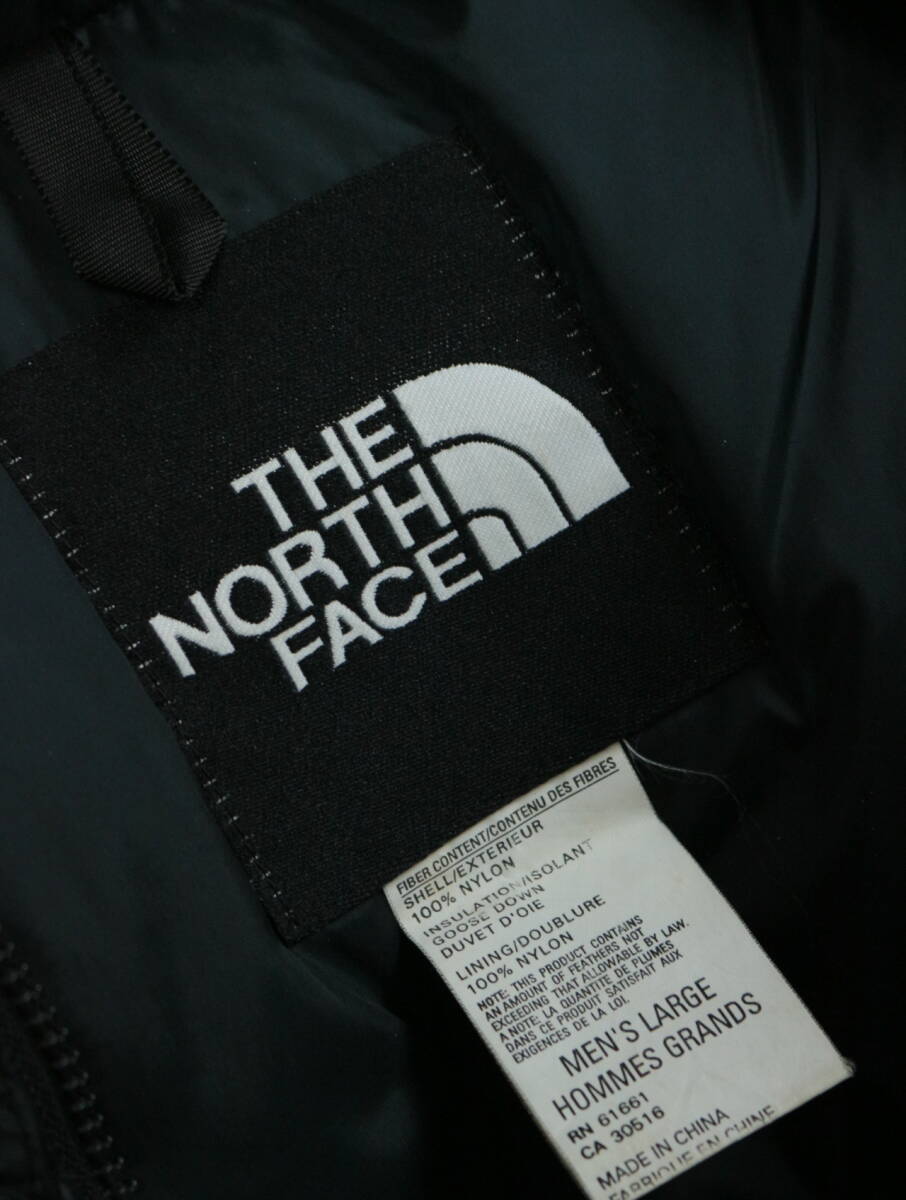 THE
NORTH
FACE
FIBER CONTENT/CONTENU DES FIBRES
SHELL/EXTERIEUR
100% NYLON
INSULATION/ISOLANT
GOOSE DOWN
DUVET D'OIE
LINING/DOUBLURE
100% NYLON
NOTE: THIS PRODUCT CONTAINS
AN AMOUNT OF FEATHERS NOT
EXCEEDING THAT ALLOWABLE BY LAW.
A NOTE: LA QUANTITE DE PLUMES
DANS CE PRODUIT SATISFAIT AUX
EXIGENCES DE LA LOI.
MEN'S LARGE
HOMMES GRANDS
RN 61661
CA 30516
MADE IN CHINA
FABRIQUE EN CHINE